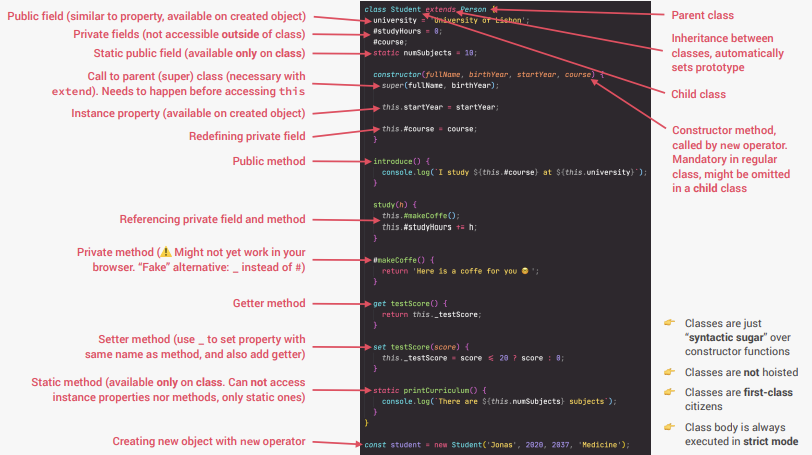 Public field (similar to property, available on created object)
Private fields (not accessible outside of class)
Static public field (available only on class)
Call to parent (super) class (necessary with
extend). Needs to happen before accessing this
Instance property (available on created object)
Redefining private field
Public method
Referencing private field and method
Private method (⚠️ Might not yet work in your
browser. “Fake” alternative: _ instead of #)
Getter method
Setter method (use _ to set property with
same name as method, and also add getter)
Static method (available only on class. Can not access
instance properties nor methods, only static ones)
Creating new object with new operator
class Student extends Person {
university = 'University of Lisbon';
#studyHours = 0;
#course;
static numSubjects = 10;
constructor(fullName, birthYear, startYear, course) {
super(fullName, birthYear);
this.startYear = startYear;
this.#course = course;
}
introduce() {
console.log(`I study ${this.#course} at ${this.university}`);
}
study(h) {
this.#makeCoffe();
this.#studyHours += h;
}
#makeCoffe() {
return 'Here is a coffe for you 🤓';
}
get testScore() {
return this._testScore;
}
set testScore(score) {
this._testScore = score ≤ 20 ? score : 0;
}
static printCurriculum() {
console.log(`There are ${this.numSubjects} subjects`);
}
}
const student = new Student('Jonas', 2020, 2037, 'Medicine');
Parent class
Inheritance between
classes, automatically
sets prototype
Child class
Constructor method,
called by new operator.
Mandatory in regular
class, might be omitted
in a child class
👉 Classes are just
“syntactic sugar” over
constructor functions
👉 Classes are not hoisted
👉 Classes are first-class
citizens
👉 Class body is always
executed in strict mode